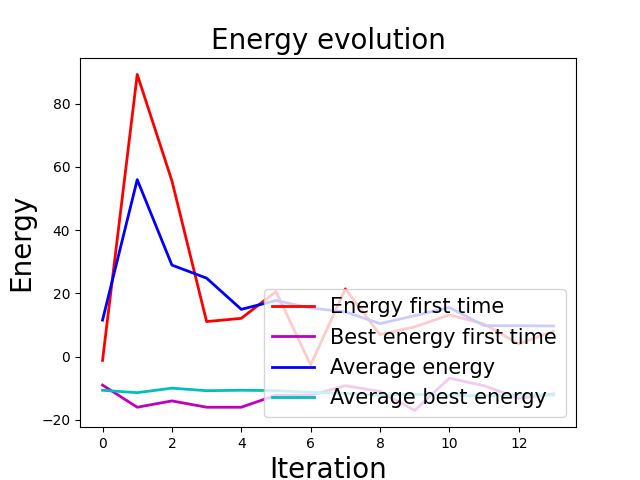 Energy evolution
Energy
80
60
40
20
0
−20
Energy first time
Best energy first time
Average energy
Average best energy
0 2 4 6 8 10 12
Iteration